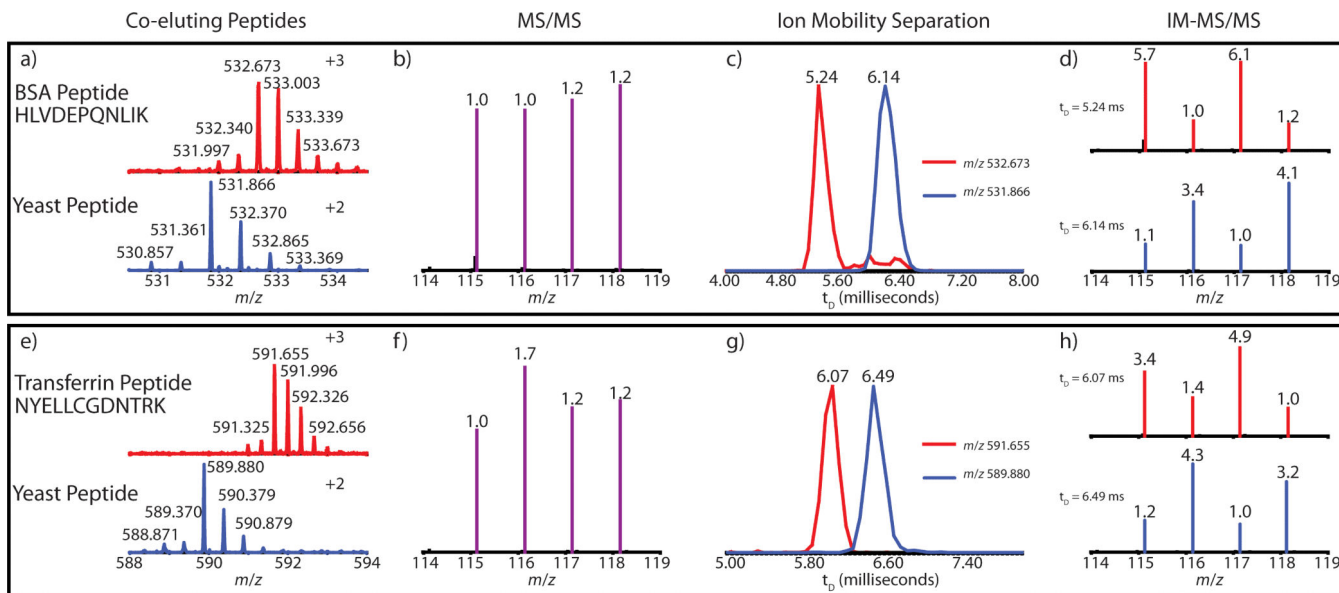 Co-eluting Peptides
MS/MS
Ion Mobility Separation
IM-MS/MS
a)
BSA Peptide
HLVDEPQNLIK
+3
532.673
533.003
533.339
532.340
533.673
531.997
Yeast Peptide
+2
531.866
532.370
531.361
532.865
530.857
533.369
531 532 533 534
m/z
b)
1.0 1.0 1.2 1.2
114 115 116 117 118 119
m/z
c)
5.24 6.14
m/z 532.673
m/z 531.866
4.00 4.80 5.60 6.40 7.20 8.00
tD (milliseconds)
d)
tD = 5.24 ms
5.7 1.0 6.1 1.2
tD = 6.14 ms
1.1 3.4 1.0 4.1
114 115 116 117 118 119
m/z
e)
Transferrin Peptide
NYELLCGDNTRK
+3
591.655
591.996
592.326
591.325
592.656
Yeast Peptide
+2
589.880
590.379
589.370
590.879
588.871
588 590 592 594
m/z
f)
1.0 1.7 1.2 1.2
114 115 116 117 118 119
m/z
g)
6.07 6.49
m/z 591.655
m/z 589.880
5.00 5.80 6.60 7.40
tD (milliseconds)
h)
tD = 6.07 ms
3.4 1.4 4.9 1.0
tD = 6.49 ms
1.2 4.3 1.0 3.2
114 115 116 117 118 119
m/z